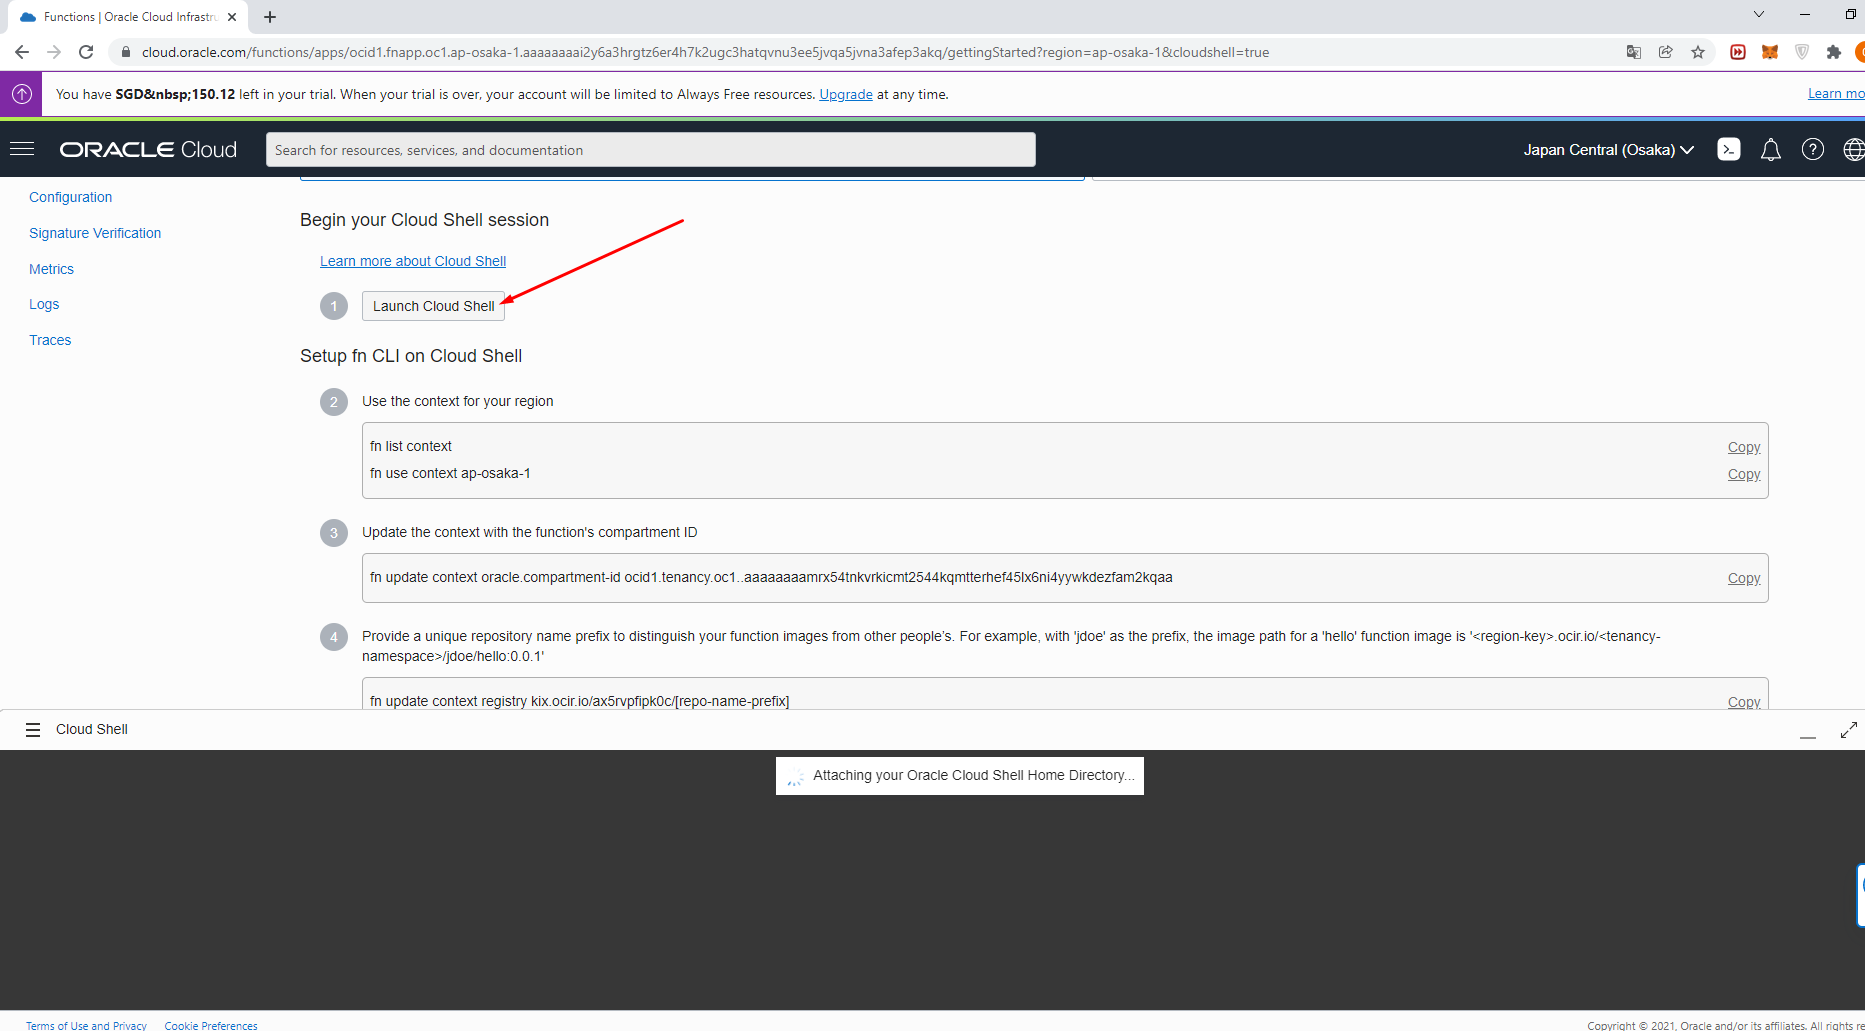 Functions | Oracle Cloud Infrastru
cloud.oracle.com/functions/apps/ocid1.fnapp.oc1.ap-osaka-1.aaaaaaaai2y6a3hrgtz6er4h7k2ugc3hatqvnu3ee5jvqa5jvna3afep3akq/gettingStarted?region=ap-osaka-1&cloudshell=true
You have SGD&nbsp;150.12 left in your trial. When your trial is over, your account will be limited to Always Free resources. Upgrade at any time.
Learn mo
ORACLE Cloud
Search for resources, services, and documentation
Japan Central (Osaka)
Configuration
Signature Verification
Metrics
Logs
Traces
Begin your Cloud Shell session
Learn more about Cloud Shell
1 Launch Cloud Shell
Setup fn CLI on Cloud Shell
2 Use the context for your region
fn list context Copy
fn use context ap-osaka-1 Copy
3 Update the context with the function's compartment ID
fn update context oracle.compartment-id ocid1.tenancy.oc1..aaaaaaaamrx54tnkvrkicmt2544kqmtterhef45lx6ni4yywkdezfam2kqaa Copy
4 Provide a unique repository name prefix to distinguish your function images from other people's. For example, with 'jdoe' as the prefix, the image path for a 'hello' function image is '<region-key>.ocir.io/<tenancy-
namespace>/jdoe/hello:0.0.1'
fn update context registry kix.ocir.io/ax5rvpfipk0c/[repo-name-prefix] Copy
Cloud Shell
Attaching your Oracle Cloud Shell Home Directory...
Terms of Use and Privacy Cookie Preferences
Copyright © 2021, Oracle and/or its affiliates. All rights re